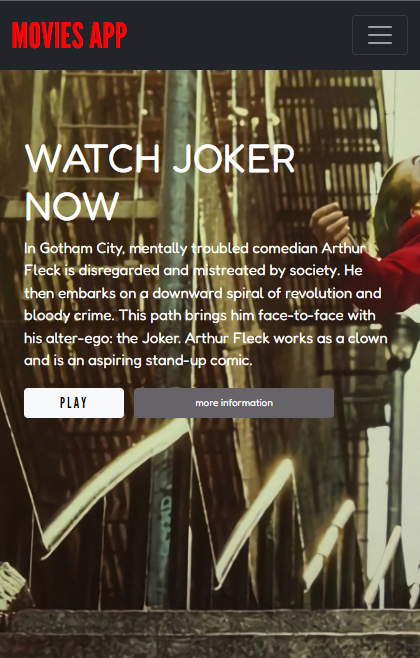 MOVIES APP
WATCH JOKER
NOW
In Gotham City, mentally troubled comedian Arthur
Fleck is disregarded and mistreated by society. He
then embarks on a downward spiral of revolution and
bloody crime. This path brings him face-to-face with
his alter-ego: the Joker. Arthur Fleck works as a clown
and is an aspiring stand-up comic.
PLAY
more information